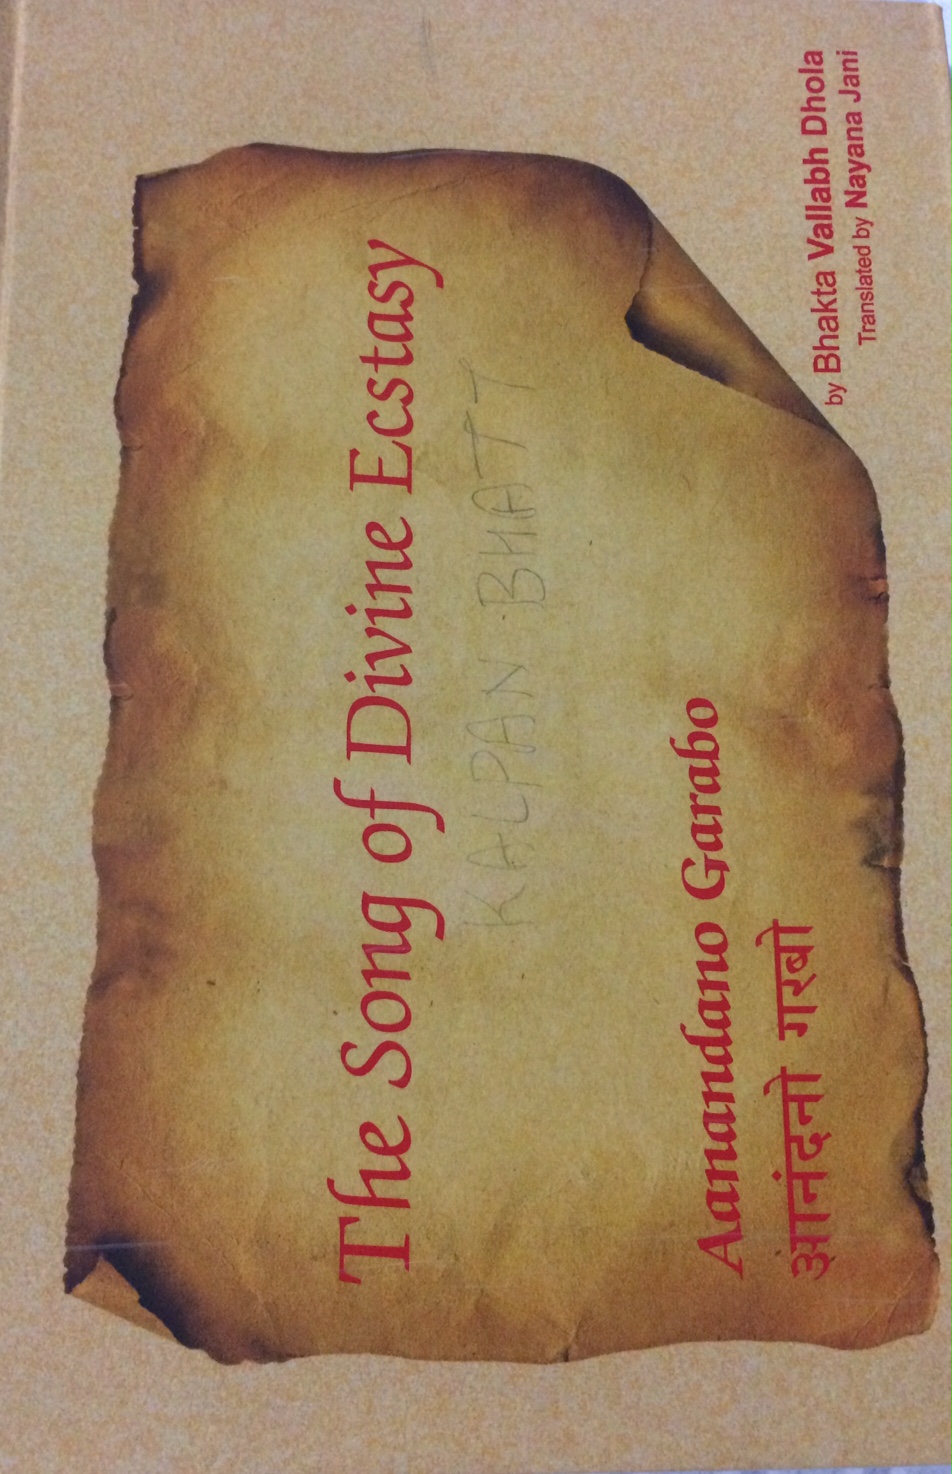 The Song of Divine Ecstasy
KALPAN BHATT
Aanandano Garabo
आनंदनो गरबो
by Bhakta Vallabh Dhola
Translated by Nayana Jani